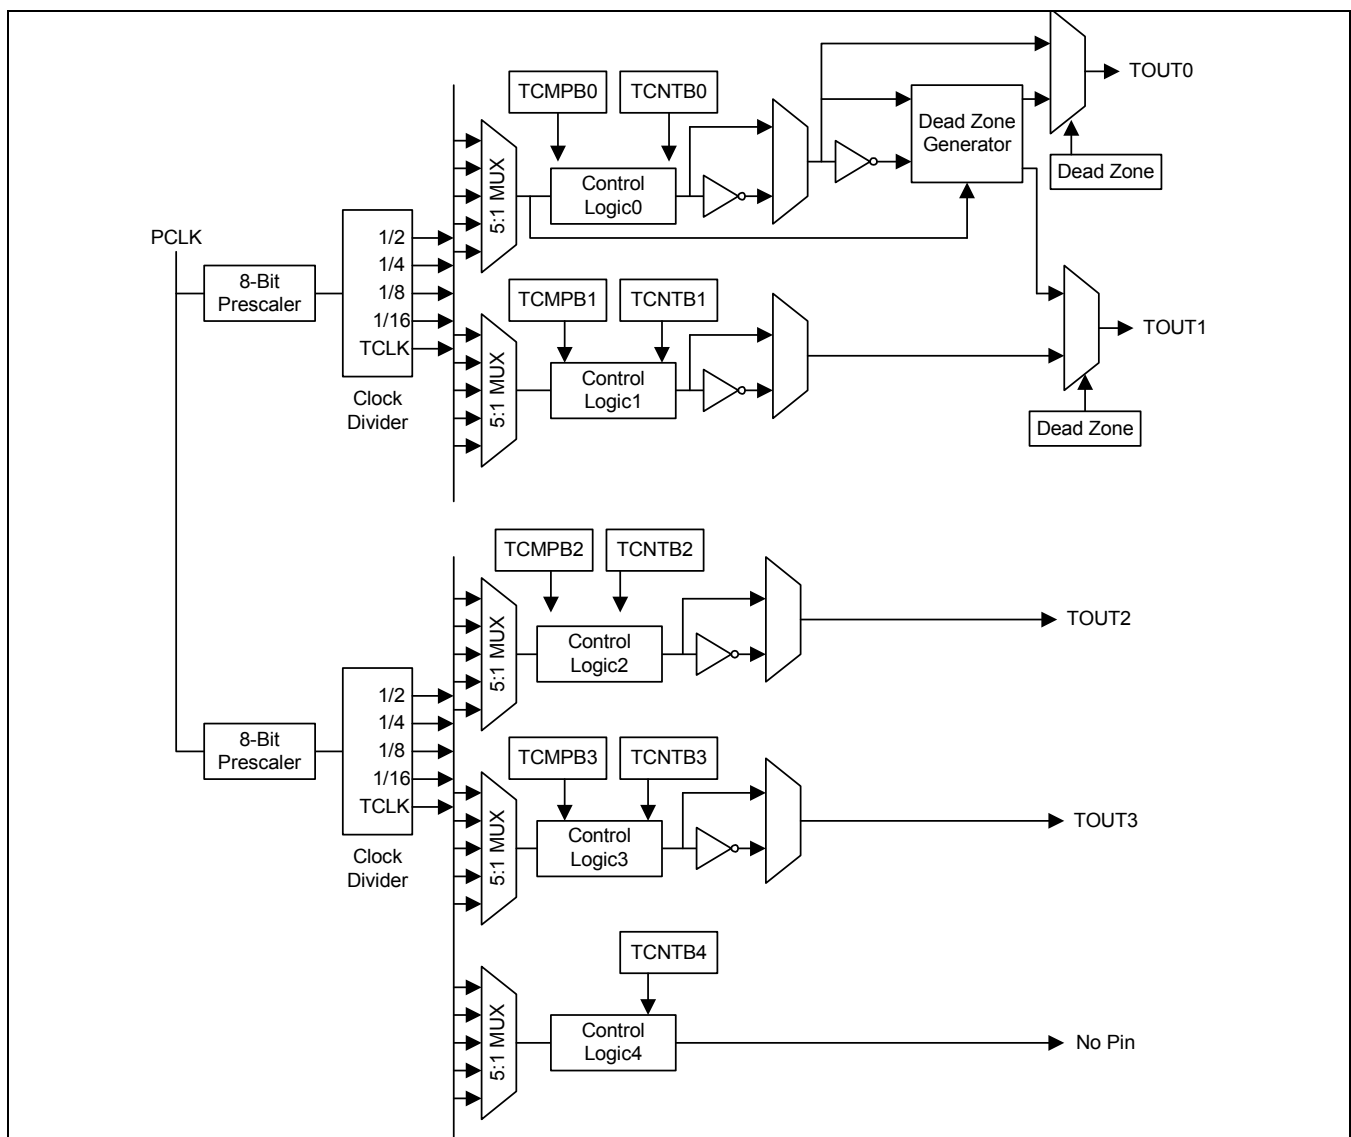 TCMPB0
TCNTB0
TOUT0
Dead Zone
Generator
Dead Zone
5:1 MUX
Control
Logic0
PCLK
8-Bit
Prescaler
1/2
1/4
1/8
1/16
TCLK
Clock
Divider
TCMPB1
TCNTB1
5:1 MUX
Control
Logic1
TOUT1
Dead Zone
TCMPB2
TCNTB2
5:1 MUX
Control
Logic2
TOUT2
8-Bit
Prescaler
1/2
1/4
1/8
1/16
TCLK
Clock
Divider
TCMPB3
TCNTB3
5:1 MUX
Control
Logic3
TOUT3
TCNTB4
5:1 MUX
Control
Logic4
No Pin